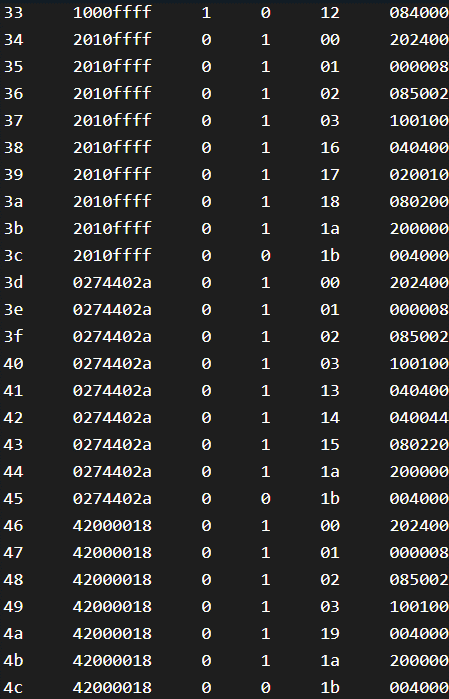 33 1000ffff 1 0 12 084000
34 2010ffff 0 1 00 202400
35 2010ffff 0 1 01 000008
36 2010ffff 0 1 02 085002
37 2010ffff 0 1 03 100100
38 2010ffff 0 1 16 040400
39 2010ffff 0 1 17 020010
3a 2010ffff 0 1 18 080200
3b 2010ffff 0 1 1a 200000
3c 2010ffff 0 0 1b 004000
3d 0274402a 0 1 00 202400
3e 0274402a 0 1 01 000008
3f 0274402a 0 1 02 085002
40 0274402a 0 1 03 100100
41 0274402a 0 1 13 040400
42 0274402a 0 1 14 040044
43 0274402a 0 1 15 080220
44 0274402a 0 1 1a 200000
45 0274402a 0 0 1b 004000
46 42000018 0 1 00 202400
47 42000018 0 1 01 000008
48 42000018 0 1 02 085002
49 42000018 0 1 03 100100
4a 42000018 0 1 19 004000
4b 42000018 0 1 1a 200000
4c 42000018 0 0 1b 004000